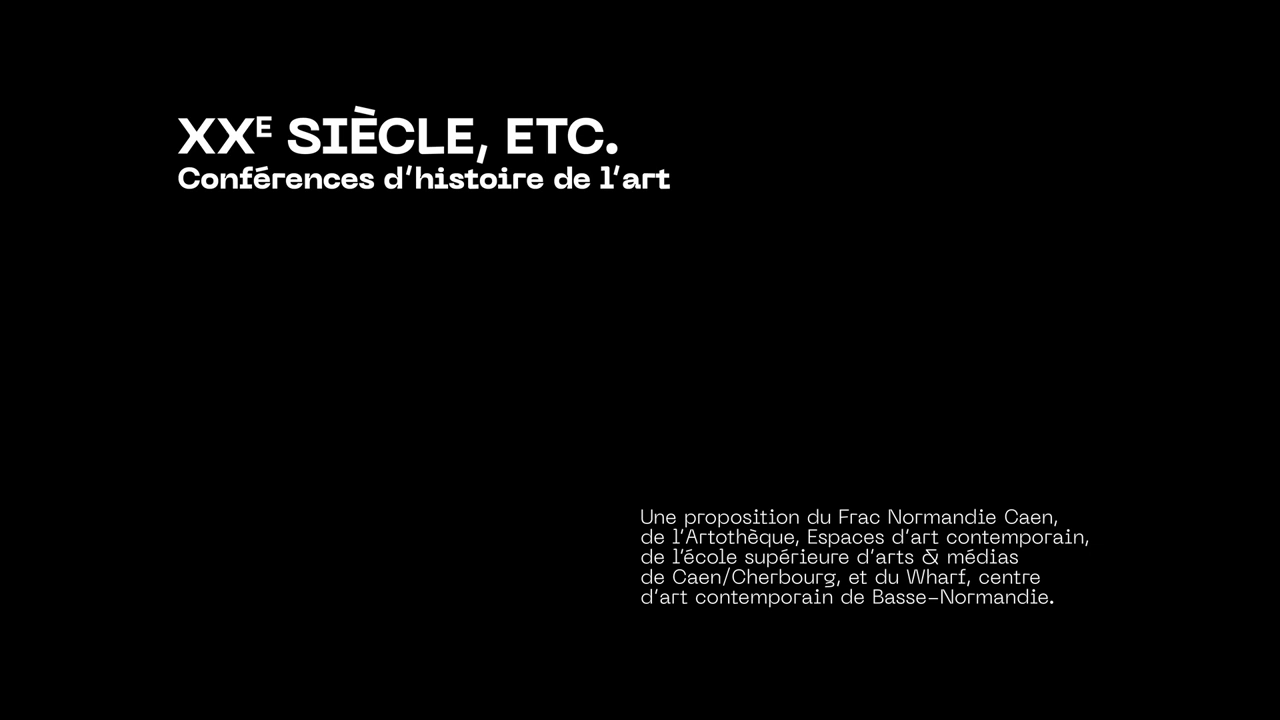 XXE SIÈCLE, ETC.
Conférences d'histoire de l'art
Une proposition du Frac Normandie Caen,
de l'Artothèque, Espaces d'art contemporain,
de l'école supérieure d'arts & médias
de Caen/Cherbourg, et du Wharf, centre
d'art contemporain de Basse-Normandie.